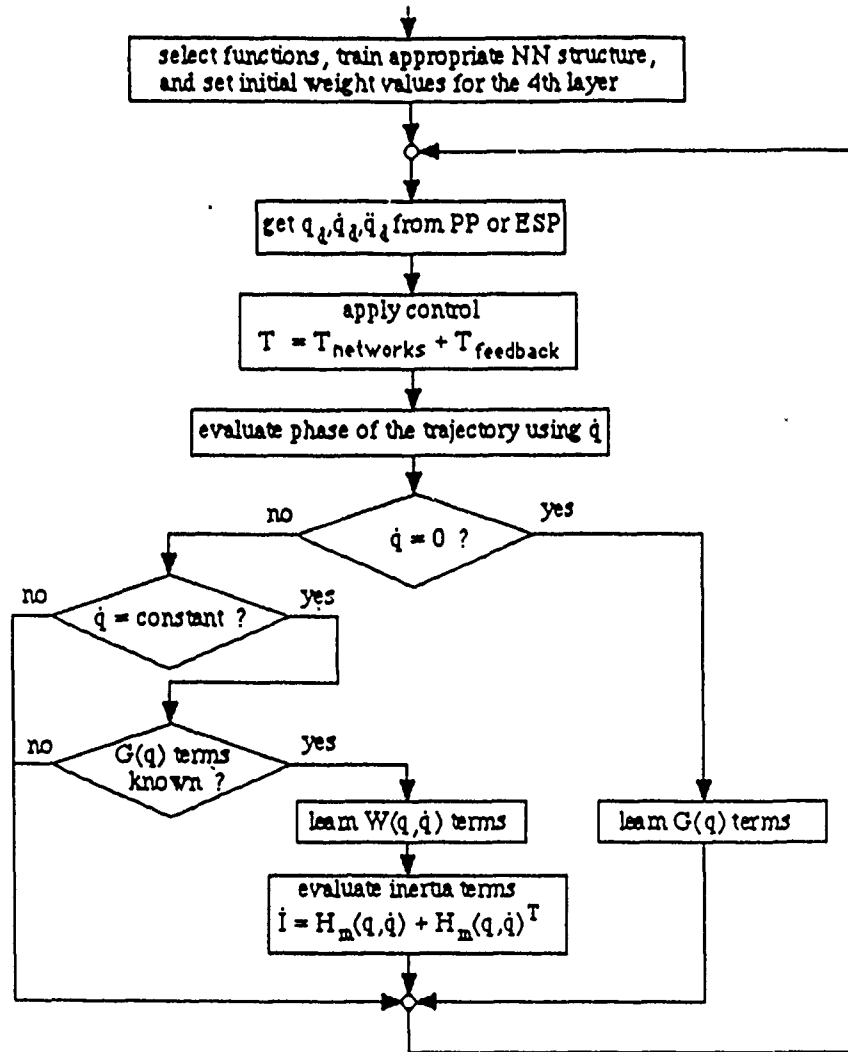 select functions, train appropriate NN structure,
and set initial weight values for the 4th layer
get q_d, q̇_d, q̈_d from PP or ESP
apply control
T = T_networks + T_feedback
evaluate phase of the trajectory using q̇
no
yes
q̇ = 0 ?
no
yes
q̇ = constant ?
no
yes
G(q) terms
known ?
learn W(q,q̇) terms
learn G(q) terms
evaluate inertia terms
İ = H_m(q,q̇) + H_m(q,q̇)^T